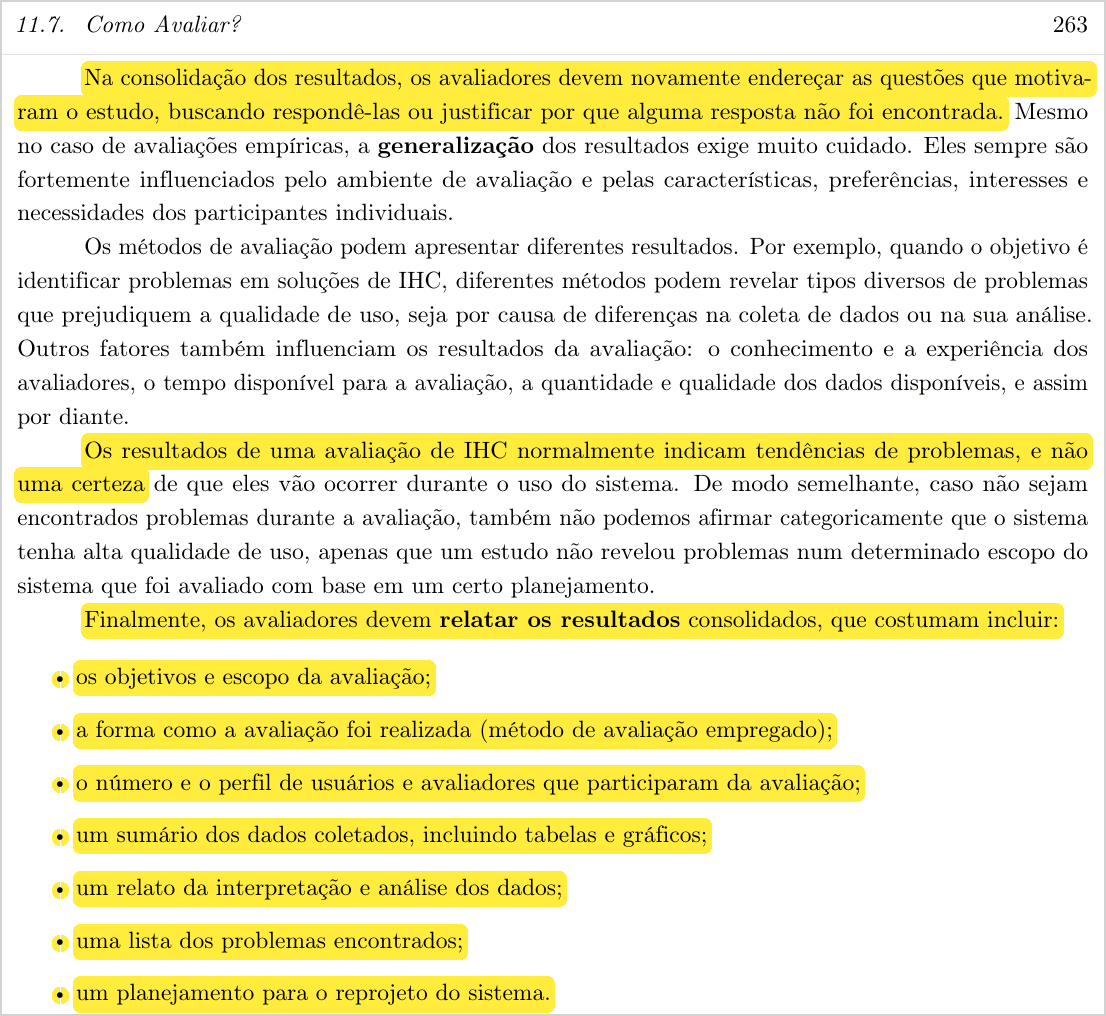 11.7. Como Avaliar? 263
Na consolidação dos resultados, os avaliadores devem novamente endereçar as questões que motiva-
ram o estudo, buscando respondê-las ou justificar por que alguma resposta não foi encontrada. Mesmo
no caso de avaliações empíricas, a generalização dos resultados exige muito cuidado. Eles sempre são
fortemente influenciados pelo ambiente de avaliação e pelas características, preferências, interesses e
necessidades dos participantes individuais.
Os métodos de avaliação podem apresentar diferentes resultados. Por exemplo, quando o objetivo é
identificar problemas em soluções de IHC, diferentes métodos podem revelar tipos diversos de problemas
que prejudiquem a qualidade de uso, seja por causa de diferenças na coleta de dados ou na sua análise.
Outros fatores também influenciam os resultados da avaliação: o conhecimento e a experiência dos
avaliadores, o tempo disponível para a avaliação, a quantidade e qualidade dos dados disponíveis, e assim
por diante.
Os resultados de uma avaliação de IHC normalmente indicam tendências de problemas, e não
uma certeza de que eles vão ocorrer durante o uso do sistema. De modo semelhante, caso não sejam
encontrados problemas durante a avaliação, também não podemos afirmar categoricamente que o sistema
tenha alta qualidade de uso, apenas que um estudo não revelou problemas num determinado escopo do
sistema que foi avaliado com base em um certo planejamento.
Finalmente, os avaliadores devem relatar os resultados consolidados, que costumam incluir:
• os objetivos e escopo da avaliação;
• a forma como a avaliação foi realizada (método de avaliação empregado);
• o número e o perfil de usuários e avaliadores que participaram da avaliação;
• um sumário dos dados coletados, incluindo tabelas e gráficos;
• um relato da interpretação e análise dos dados;
• uma lista dos problemas encontrados;
• um planejamento para o reprojeto do sistema.